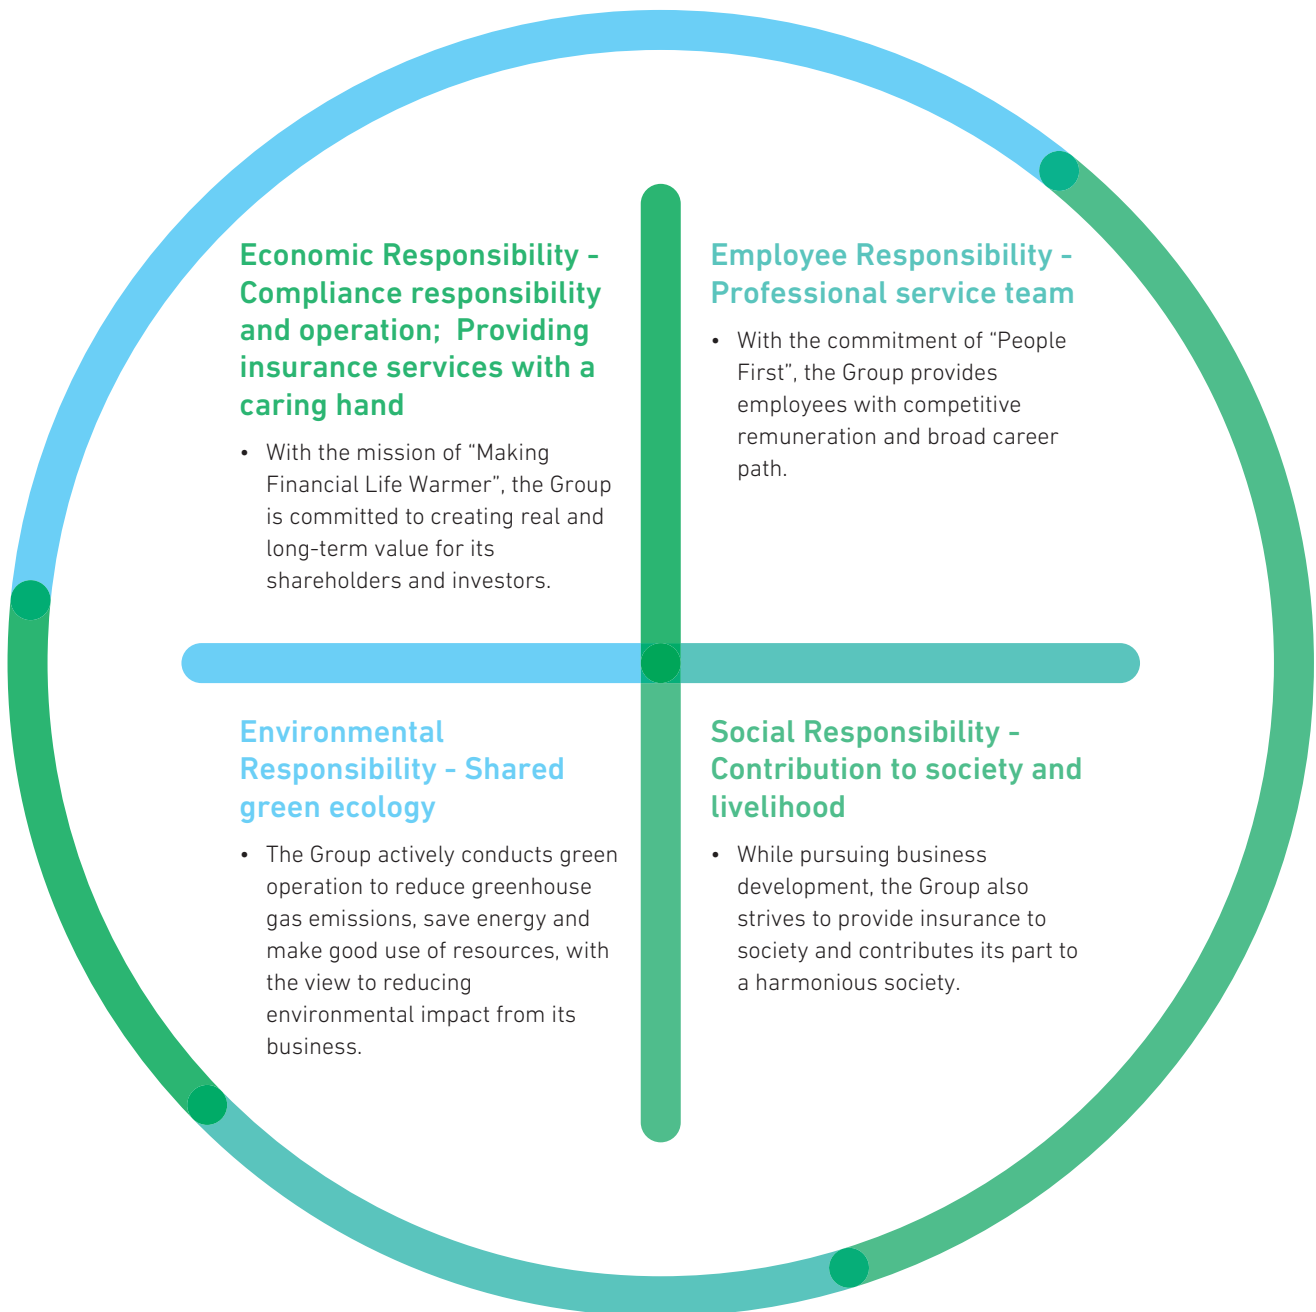 Economic Responsibility -
Compliance responsibility
and operation; Providing
insurance services with a
caring hand
• With the mission of “Making
Financial Life Warmer”, the Group
is committed to creating real and
long-term value for its
shareholders and investors.
Employee Responsibility -
Professional service team
• With the commitment of “People
First”, the Group provides
employees with competitive
remuneration and broad career
path.
Environmental
Responsibility - Shared
green ecology
• The Group actively conducts green
operation to reduce greenhouse
gas emissions, save energy and
make good use of resources, with
the view to reducing
environmental impact from its
business.
Social Responsibility -
Contribution to society and
livelihood
• While pursuing business
development, the Group also
strives to provide insurance to
society and contributes its part to
a harmonious society.